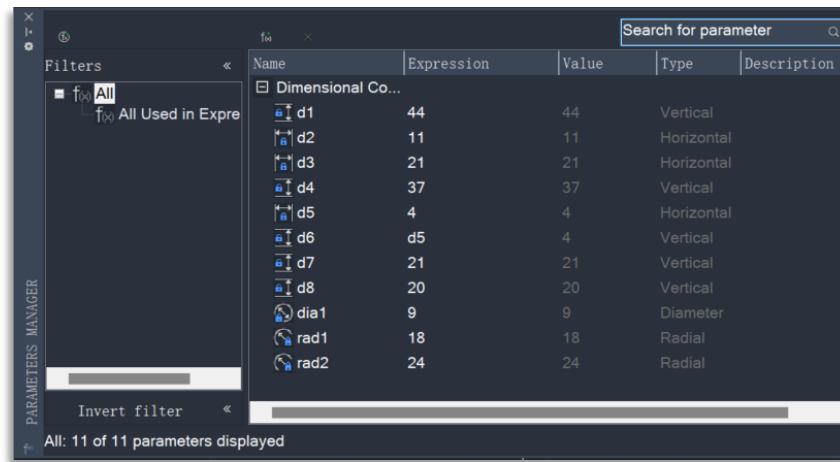 Search for parameter
Filters «
Name Expression Value Type Description
f(x) All
f(x) All Used in Expre
Dimensional Co...
d1 44 44 Vertical
d2 11 11 Horizontal
d3 21 21 Horizontal
d4 37 37 Vertical
d5 4 4 Horizontal
d6 d5 4 Vertical
d7 21 21 Vertical
d8 20 20 Vertical
dia1 9 9 Diameter
rad1 18 18 Radial
rad2 24 24 Radial
Invert filter «
All: 11 of 11 parameters displayed
PARAMETERS MANAGER